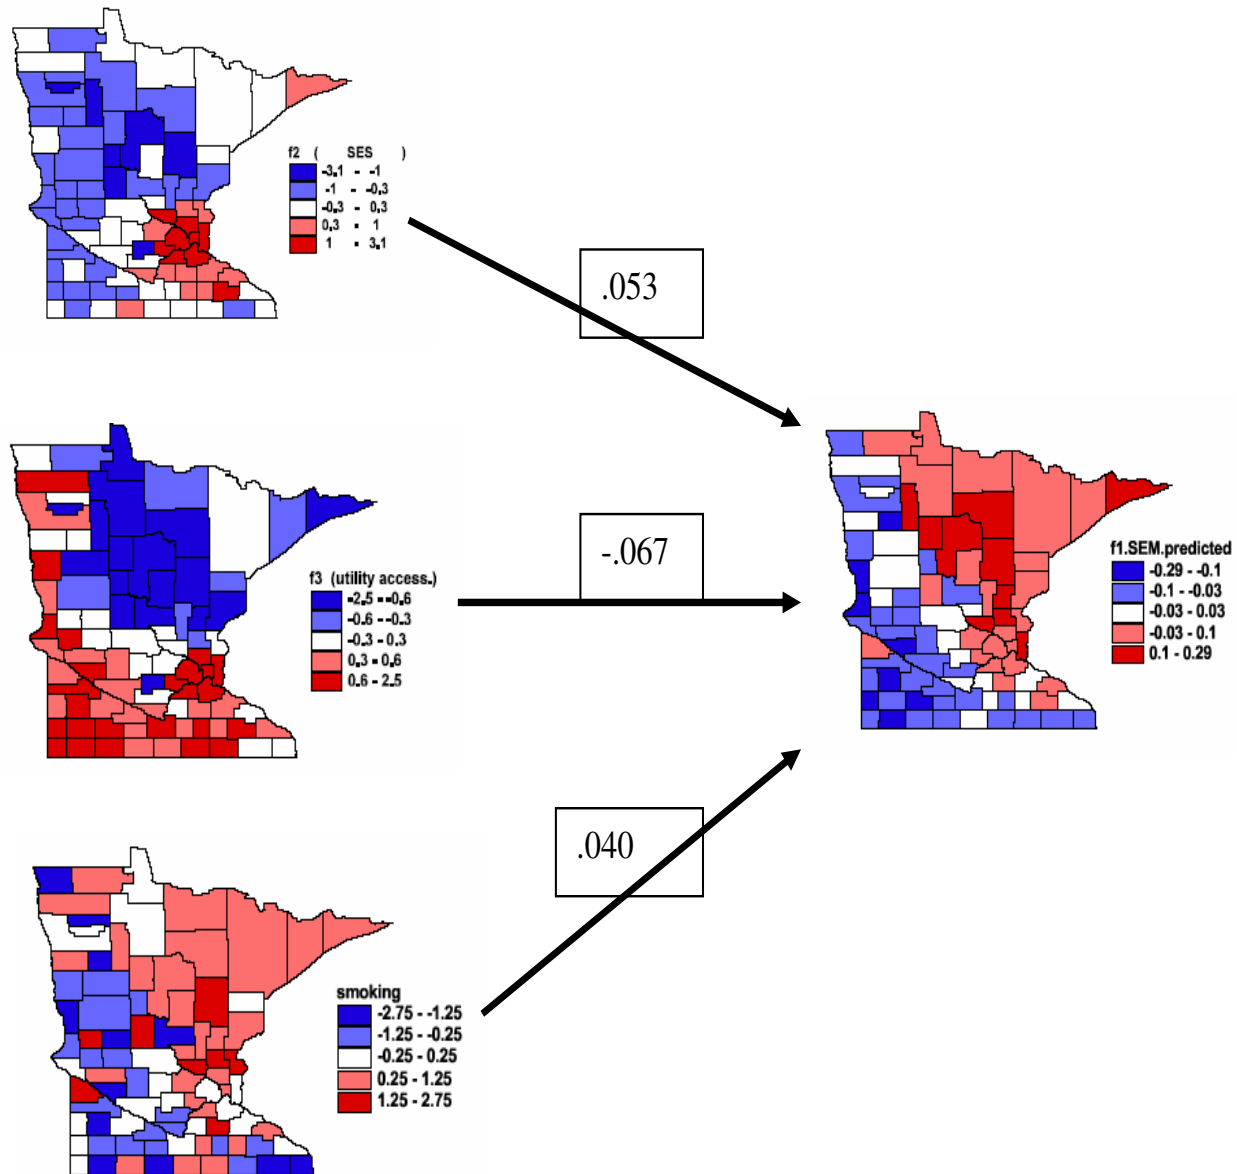 f2 ( SES )
-3.1 - -1
-1 - -0.3
-0.3 - 0.3
0.3 - 1
1 - 3.1
.053
f3 (utility access.)
-2.5 - -0.6
-0.6 - -0.3
-0.3 - 0.3
0.3 - 0.6
0.6 - 2.5
-.067
f1.SEM.predicted
-0.29 - -0.1
-0.1 - -0.03
-0.03 - 0.03
-0.03 - 0.1
0.1 - 0.29
.040
smoking
-2.75 - -1.25
-1.25 - -0.25
-0.25 - 0.25
0.25 - 1.25
1.25 - 2.75